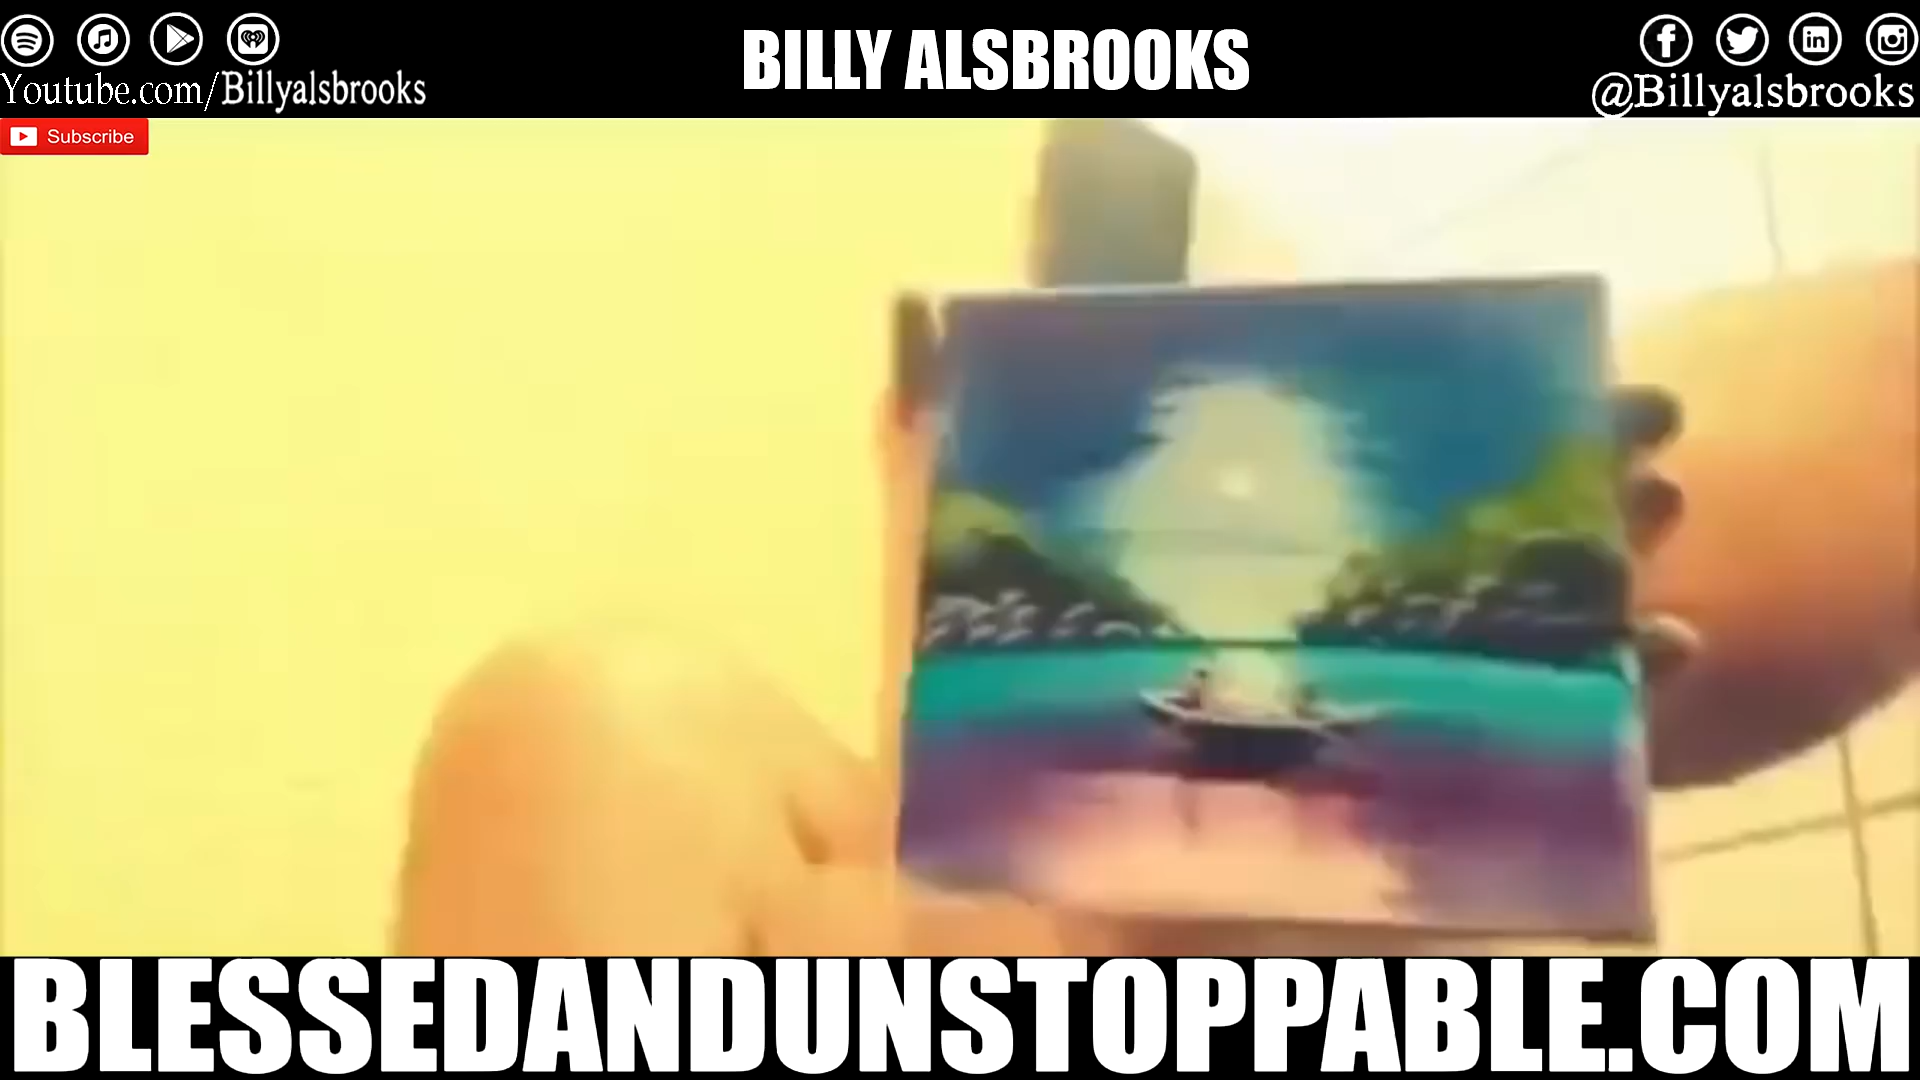 BILLY ALSBROOKS
Youtube.com/Billyalsbrooks
@Billyalsbrooks
Subscribe
BLESSEDANDUNSTOPPABLE.COM